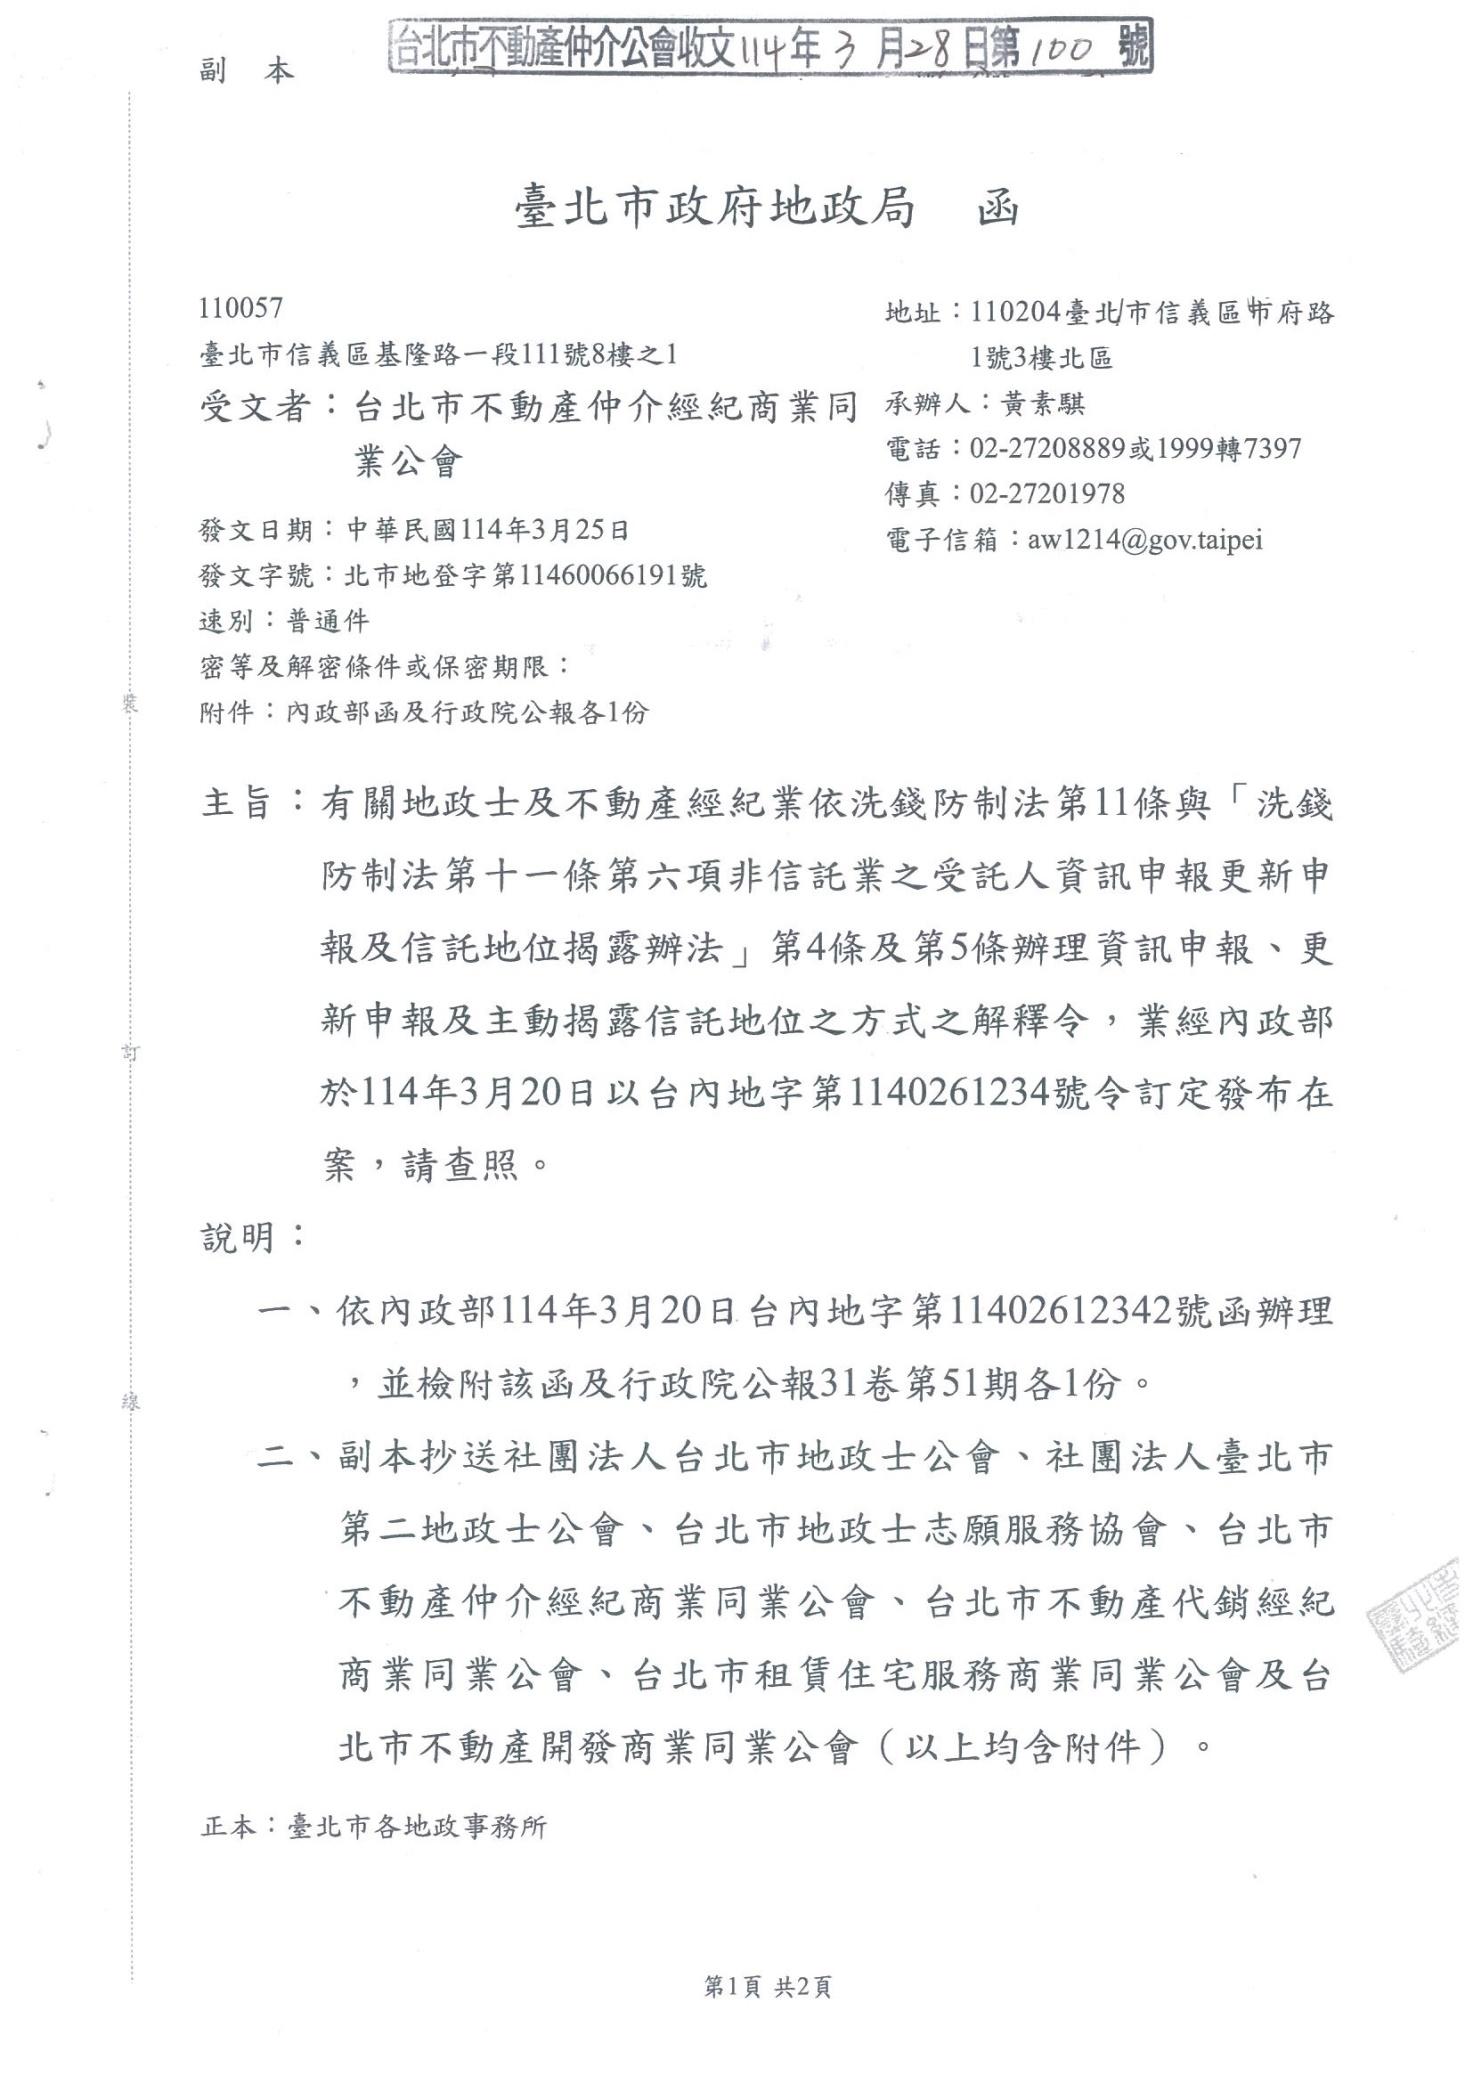 副 本
台北市不動產仲介公會收文114年3月28日第100號
臺北市政府地政局 函
110057
臺北市信義區基隆路一段111號8樓之1
受文者：台北市不動產仲介經紀商業同
業公會
地址：110204臺北市信義區市府路
1號3樓北區
承辦人：黃素騏
電話：02-27208889或1999轉7397
傳真：02-27201978
電子信箱：aw1214@gov.taipei
發文日期：中華民國114年3月25日
發文字號：北市地登字第11460066191號
速別：普通件
密等及解密條件或保密期限：
附件：內政部函及行政院公報各1份
主旨：有關地政士及不動產經紀業依洗錢防制法第11條與「洗錢
防制法第十一條第六項非信託業之受託人資訊申報更新申
報及信託地位揭露辦法」第4條及第5條辦理資訊申報、更
新申報及主動揭露信託地位之方式之解釋令，業經內政部
於114年3月20日以台內地字第1140261234號令訂定發布在
案，請查照。
說明：
一、依內政部114年3月20日台內地字第11402612342號函辦理
，並檢附該函及行政院公報31卷第51期各1份。
二、副本抄送社團法人台北市地政士公會、社團法人臺北市
第二地政士公會、台北市地政士志願服務協會、台北市
不動產仲介經紀商業同業公會、台北市不動產代銷經紀
商業同業公會、台北市租賃住宅服務商業同業公會及台
北市不動產開發商業同業公會（以上均含附件）。
正本：臺北市各地政事務所
裝
訂
線
第1頁 共2頁